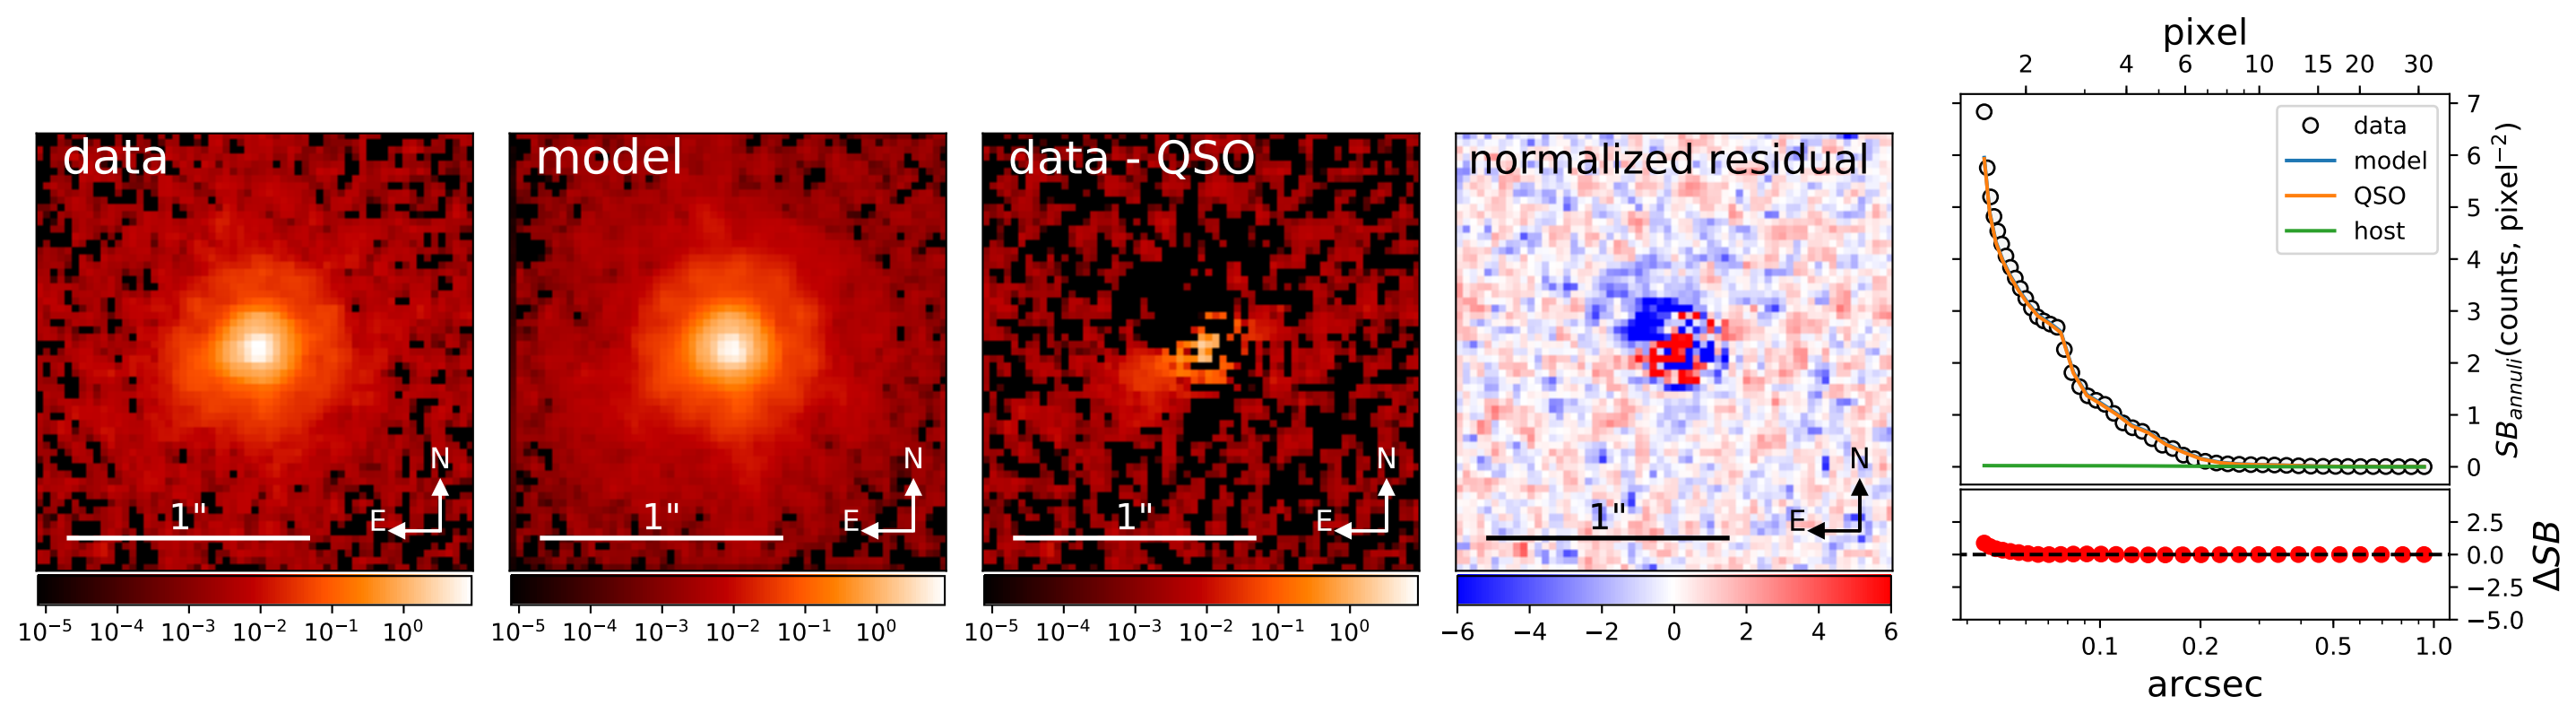 data
N
E
1"
10⁻⁵ 10⁻⁴ 10⁻³ 10⁻² 10⁻¹ 10⁰
model
N
E
1"
10⁻⁵ 10⁻⁴ 10⁻³ 10⁻² 10⁻¹ 10⁰
data - QSO
N
E
1"
10⁻⁵ 10⁻⁴ 10⁻³ 10⁻² 10⁻¹ 10⁰
normalized residual
N
E
1"
−6 −4 −2 0 2 4 6
pixel
2 4 6 10 15 20 30
data
model
QSO
host
7
6
5
4
3
2
1
0
SB_annuli(counts, pixel⁻²)
2.5
0.0
−2.5
−5.0
ΔSB
0.1 0.2 0.5 1.0
arcsec